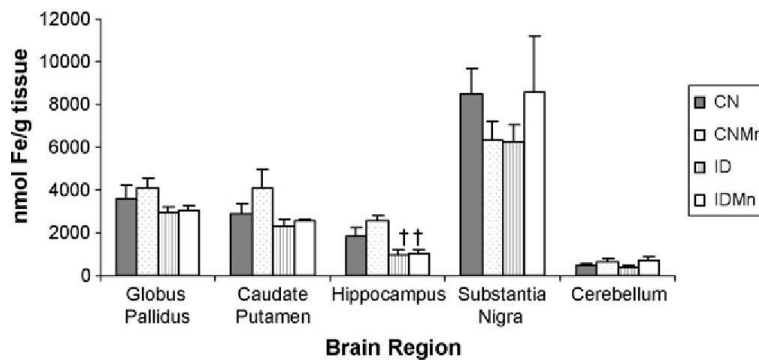 12000
10000
8000
6000
4000
2000
0
nmol Fe/g tissue
† †
Globus Pallidus
Caudate Putamen
Hippocampus
Substantia Nigra
Cerebellum
Brain Region
CN
CNMn
ID
IDMn